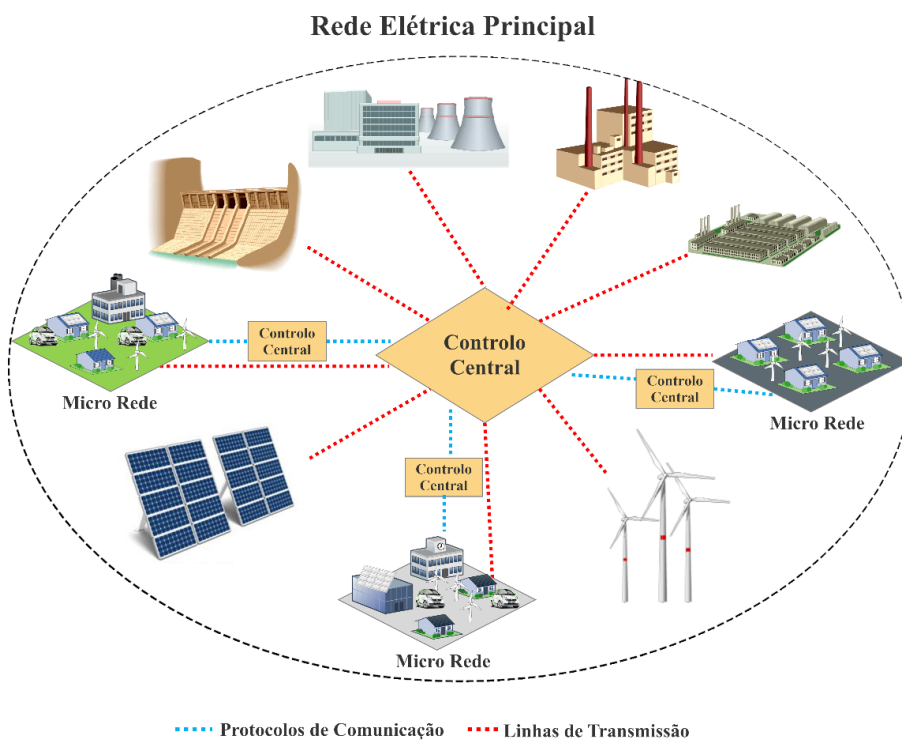 Rede Elétrica Principal
Controlo
Central
Controlo
Central
Controlo
Central
Micro Rede
Micro Rede
Controlo
Central
Micro Rede
Protocolos de Comunicação
Linhas de Transmissão